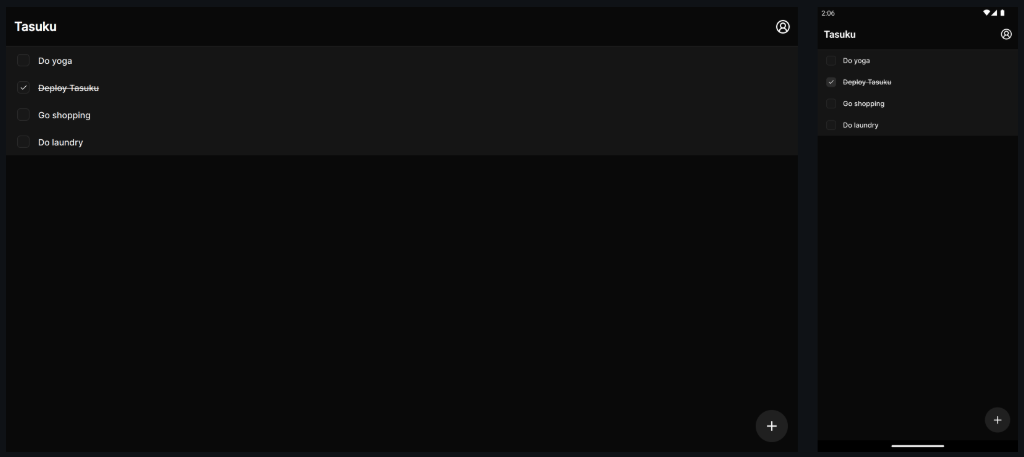 Tasuku
Do yoga
Deploy Tasuku
Go shopping
Do laundry
2:06
Tasuku
Do yoga
Deploy Tasuku
Go shopping
Do laundry